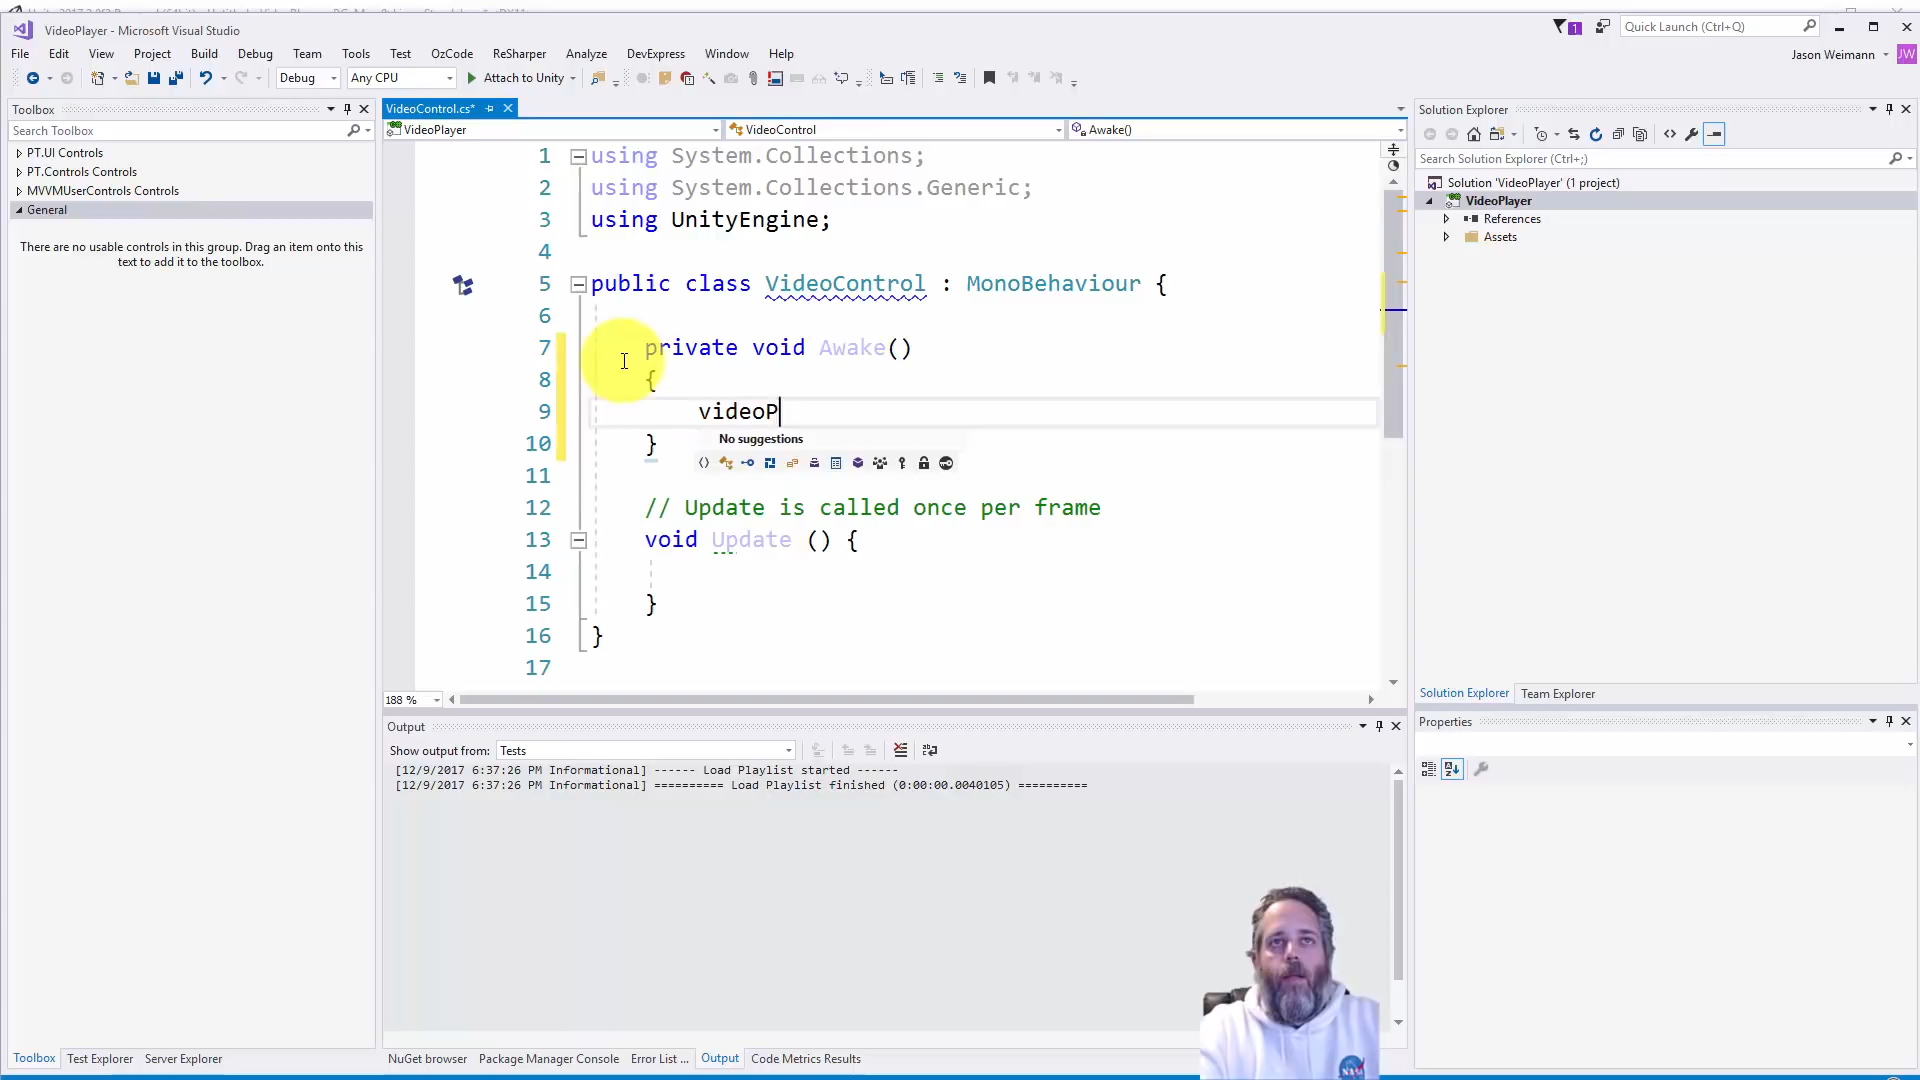 VideoPlayer - Microsoft Visual Studio
1
Quick Launch (Ctrl+Q)
File Edit View Project Build Debug Team Tools Test OzCode ReSharper Analyze DevExpress Window Help
Jason Weimann JW
Debug Any CPU Attach to Unity
Toolbox
Search Toolbox
PT.UI Controls
PT.Controls Controls
MVVMUserControls Controls
General
There are no usable controls in this group. Drag an item onto this
text to add it to the toolbox.
VideoControl.cs*
VideoPlayer VideoControl Awake()
1 using System.Collections;
2 using System.Collections.Generic;
3 using UnityEngine;
4
5 public class VideoControl : MonoBehaviour {
6
7 private void Awake()
8 {
9 videoP
No suggestions
10 }
11
12 // Update is called once per frame
13 void Update () {
14
15 }
16 }
17
188 %
Output
Show output from: Tests
[12/9/2017 6:37:26 PM Informational] ------ Load Playlist started ------
[12/9/2017 6:37:26 PM Informational] ========== Load Playlist finished (0:00:00.0040105) ==========
Solution Explorer
Search Solution Explorer (Ctrl+;)
Solution 'VideoPlayer' (1 project)
VideoPlayer
References
Assets
Solution Explorer Team Explorer
Properties
NASA
Toolbox Test Explorer Server Explorer
NuGet browser Package Manager Console Error List ... Output Code Metrics Results